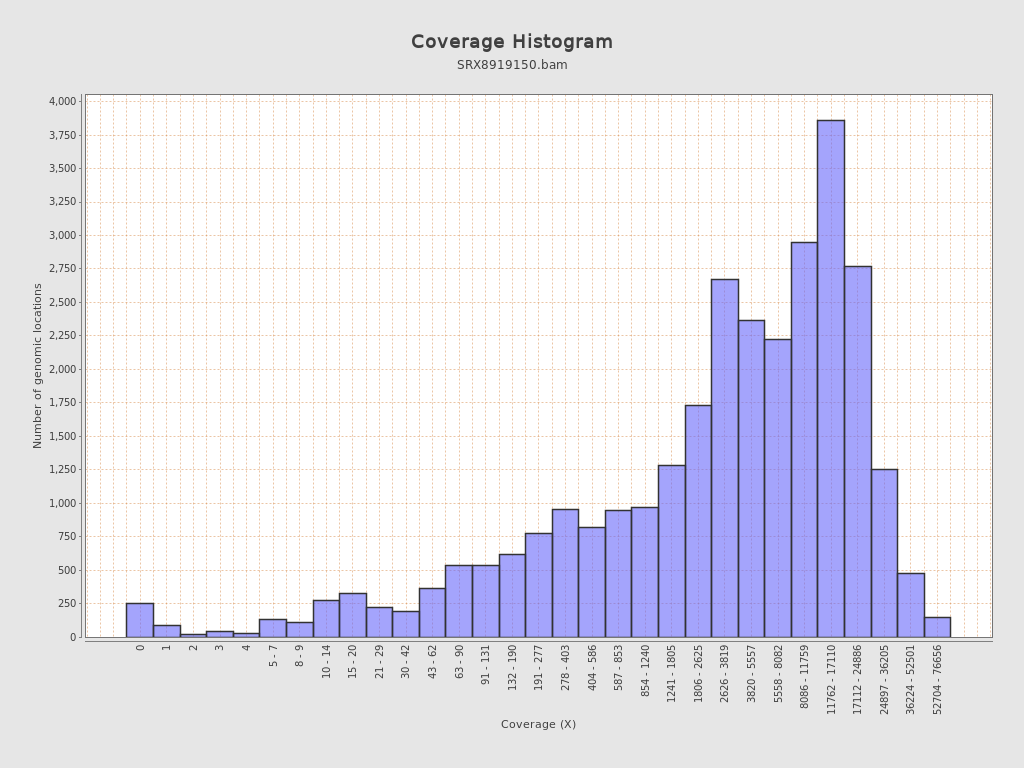 Coverage Histogram
SRX8919150.bam
Number of genomic locations
4,000
3,750
3,500
3,250
3,000
2,750
2,500
2,250
2,000
1,750
1,500
1,250
1,000
750
500
250
0
0
1
2
3
4
5 - 7
8 - 9
10 - 14
15 - 20
21 - 29
30 - 42
43 - 62
63 - 90
91 - 131
132 - 190
191 - 277
278 - 403
404 - 586
587 - 853
854 - 1240
1241 - 1805
1806 - 2625
2626 - 3819
3820 - 5557
5558 - 8082
8086 - 11759
11762 - 17110
17112 - 24886
24897 - 36205
36224 - 52501
52704 - 76656
Coverage (X)